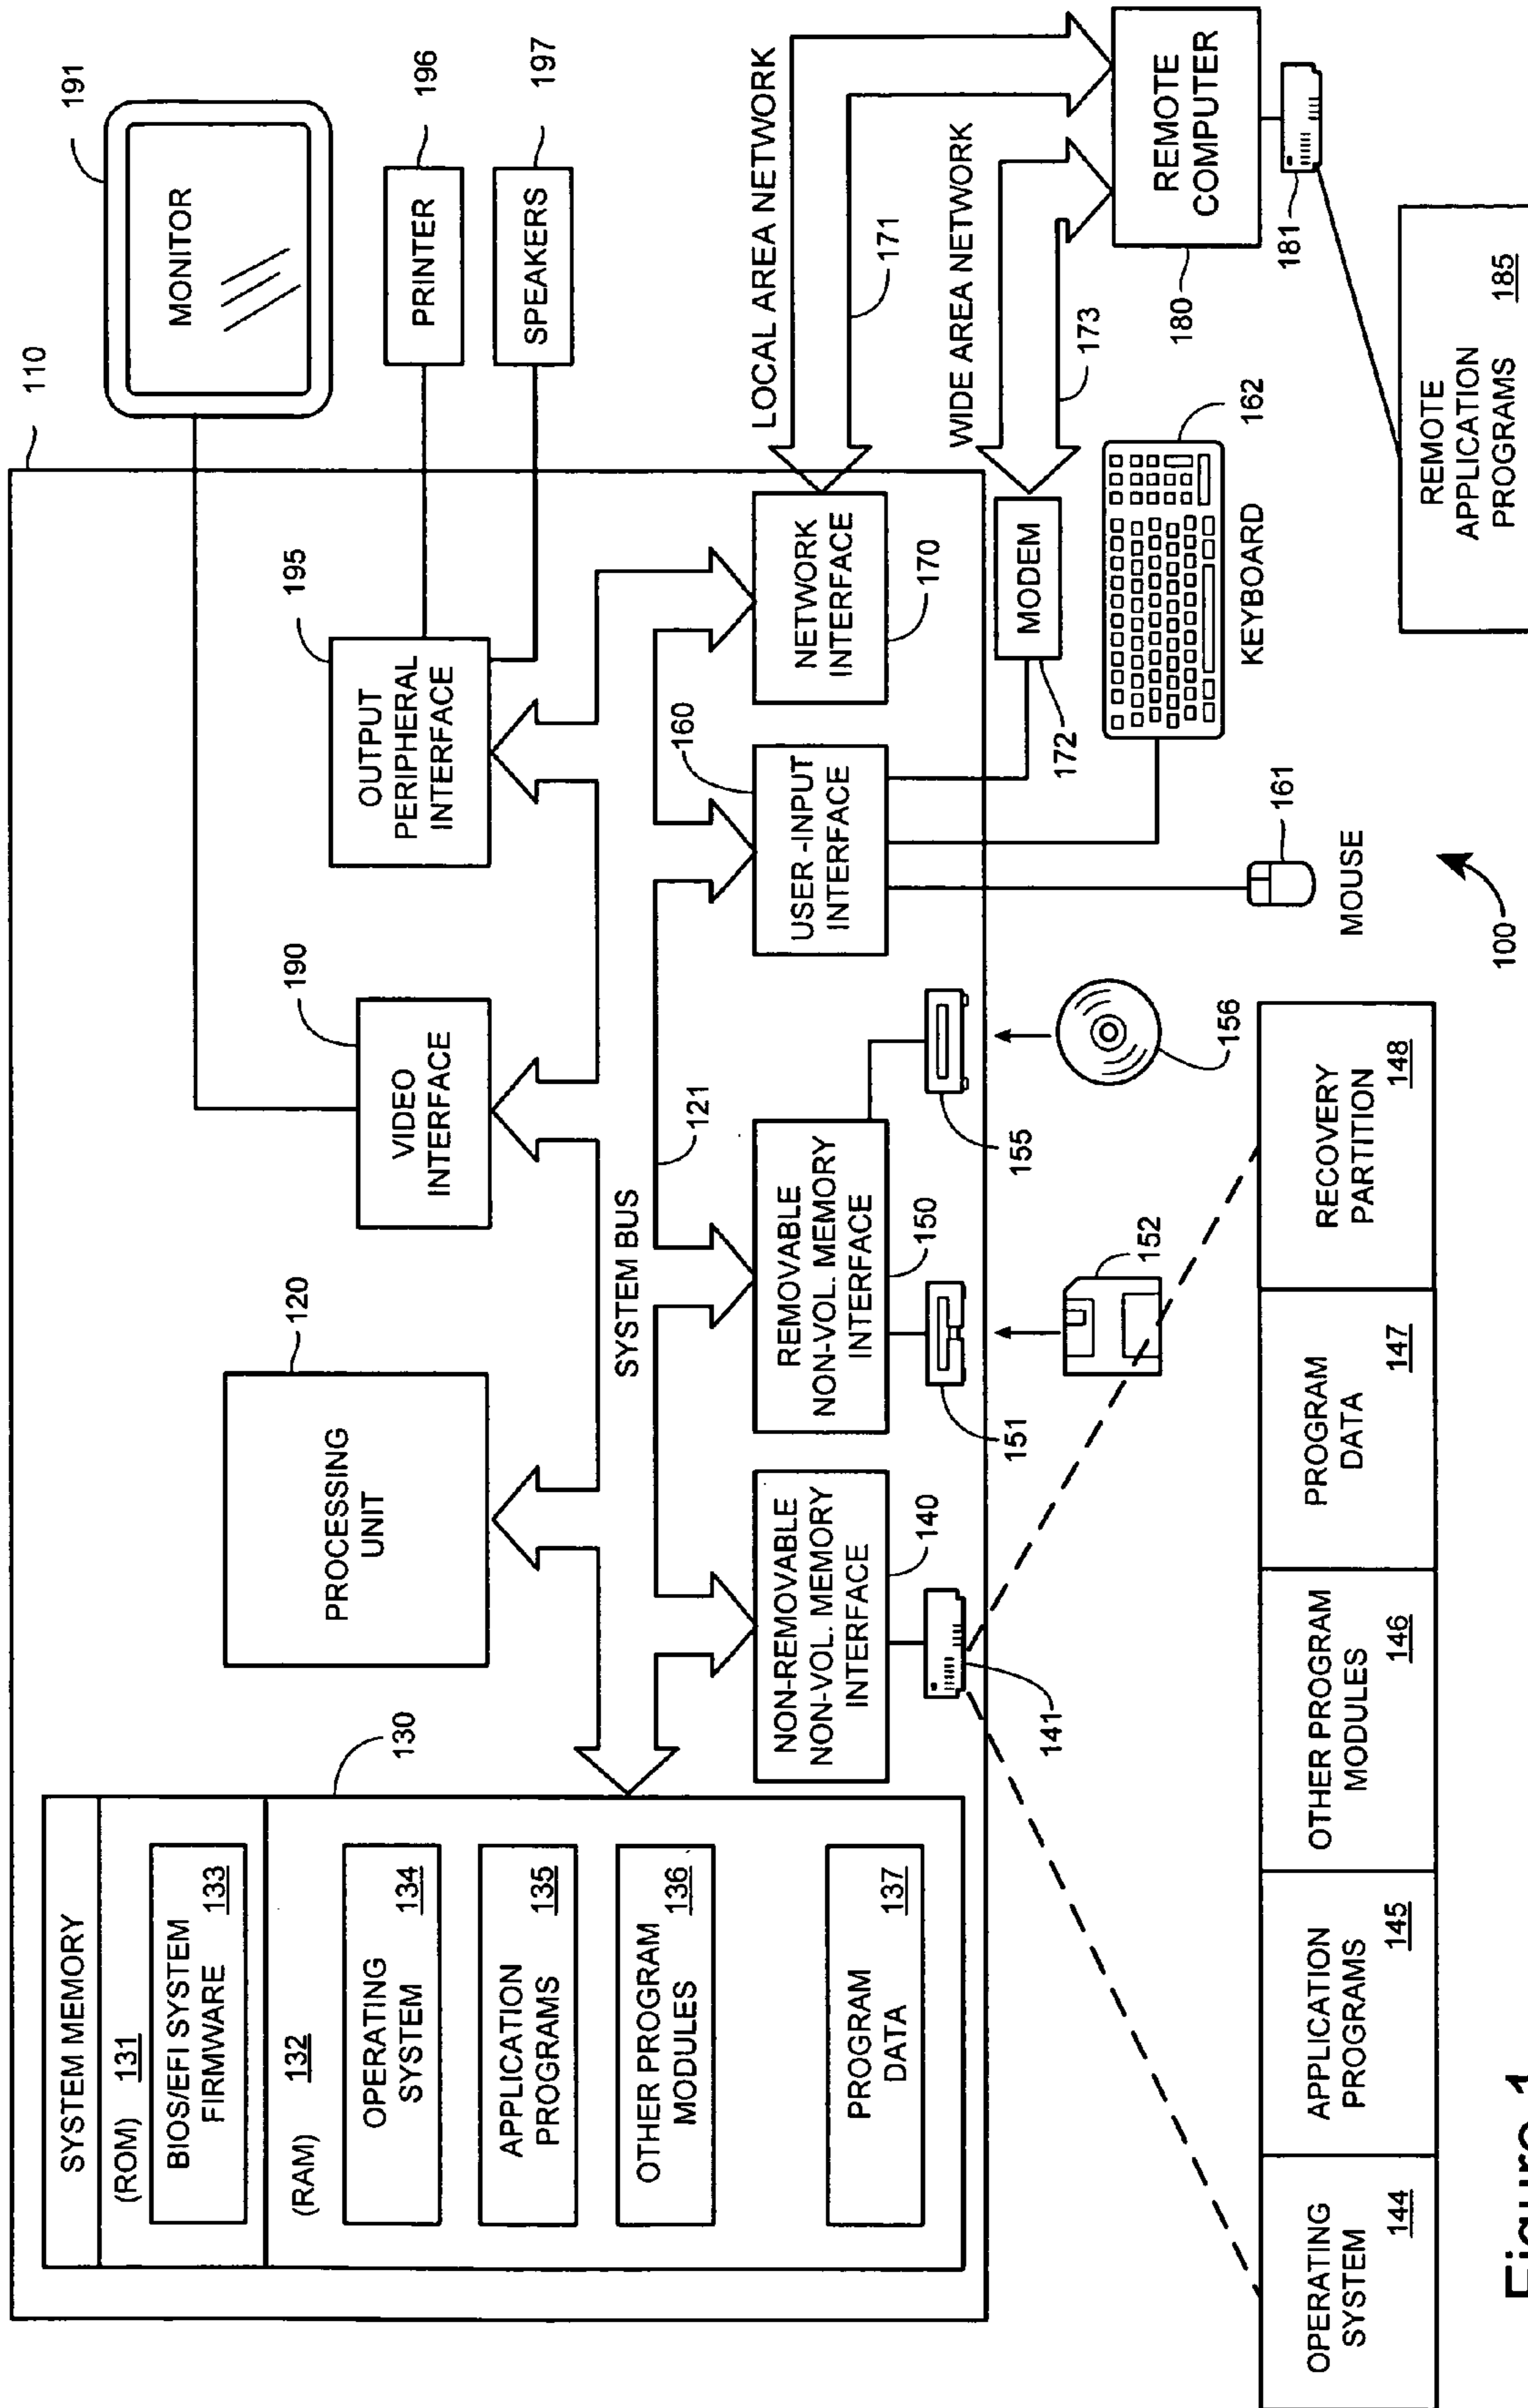 110
SYSTEM MEMORY
(ROM) 131
BIOS/EFI SYSTEM
FIRMWARE
133
(RAM) 132
OPERATING
SYSTEM
134
APPLICATION
PROGRAMS
135
OTHER PROGRAM
MODULES
136
PROGRAM
DATA
137
130
PROCESSING
UNIT
120
VIDEO
INTERFACE
190
OUTPUT
PERIPHERAL
INTERFACE
195
MONITOR
191
PRINTER
196
SPEAKERS
197
SYSTEM BUS
121
NON-REMOVABLE
NON-VOL. MEMORY
INTERFACE
140
REMOVABLE
NON-VOL. MEMORY
INTERFACE
150
USER -INPUT
INTERFACE
160
NETWORK
INTERFACE
170
LOCAL AREA NETWORK
171
WIDE AREA NETWORK
173
141
151
155
152
156
MODEM
172
MOUSE
161
KEYBOARD
162
REMOTE
COMPUTER
180
181
OPERATING
SYSTEM
144
APPLICATION
PROGRAMS
145
OTHER PROGRAM
MODULES
146
PROGRAM
DATA
147
RECOVERY
PARTITION
148
REMOTE
APPLICATION
PROGRAMS
185
100
Figure 1